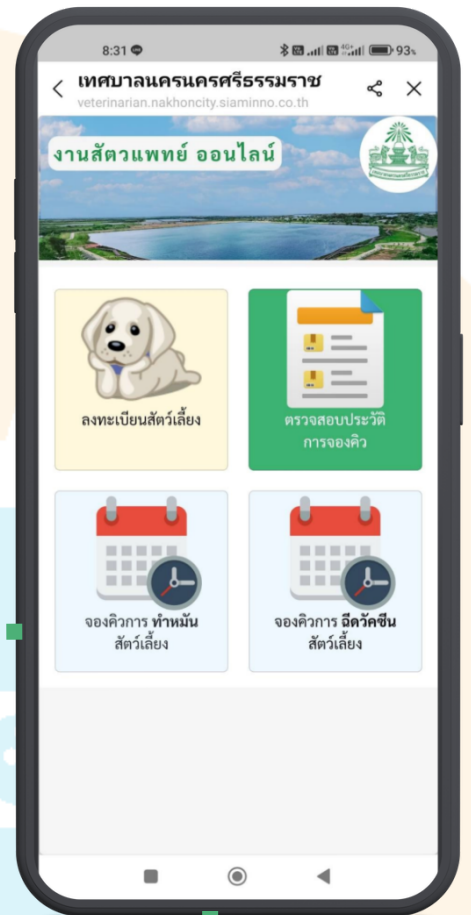 8:31
4G+
93%
เทศบาลนครนครศรีธรรมราช
veterinarian.nakhoncity.siaminno.co.th
งานสัตวแพทย์ ออนไลน์
ลงทะเบียนสัตว์เลี้ยง
ตรวจสอบประวัติ
การจองคิว
จองคิวการ ทำหมัน
สัตว์เลี้ยง
จองคิวการ ฉีดวัคซีน
สัตว์เลี้ยง